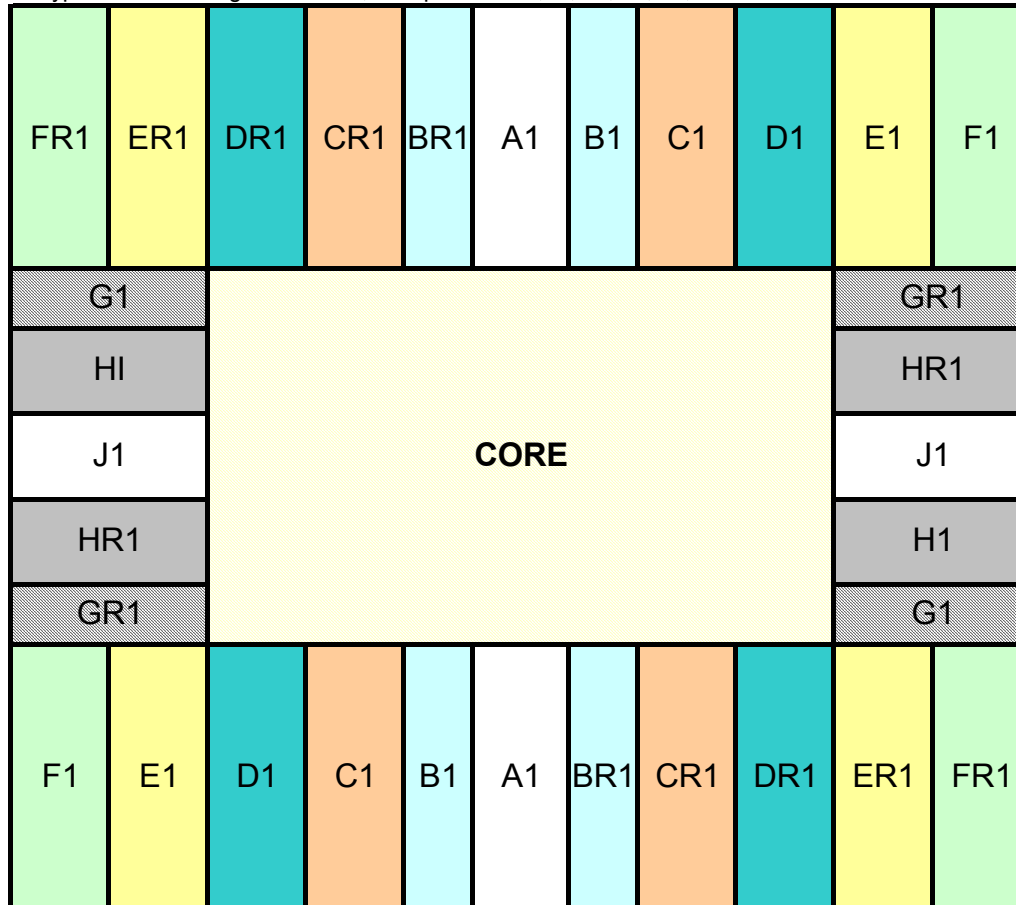 FR1 ER1 DR1 CR1 BR1 A1 B1 C1 D1 E1 F1
G1 GR1
HI HR1
J1 CORE J1
HR1 H1
GR1 G1
F1 E1 D1 C1 B1 A1 BR1 CR1 DR1 ER1 FR1